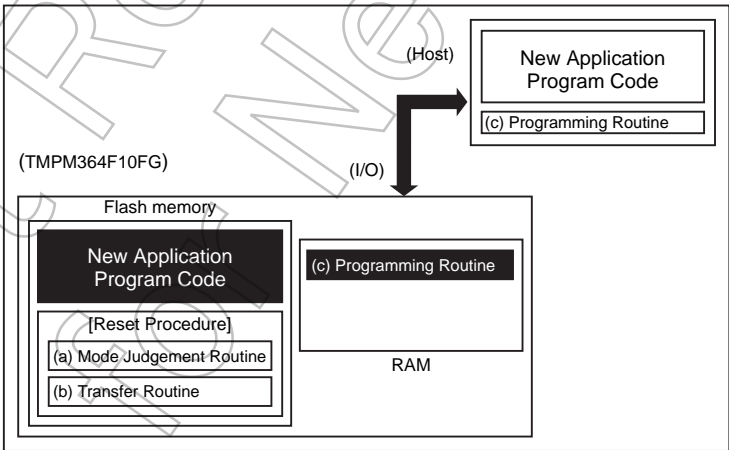 (Host)
New Application
Program Code
(c) Programming Routine
(TMPM364F10FG)
(I/O)
Flash memory
New Application
Program Code
(c) Programming Routine
[Reset Procedure]
(a) Mode Judgement Routine
(b) Transfer Routine
RAM